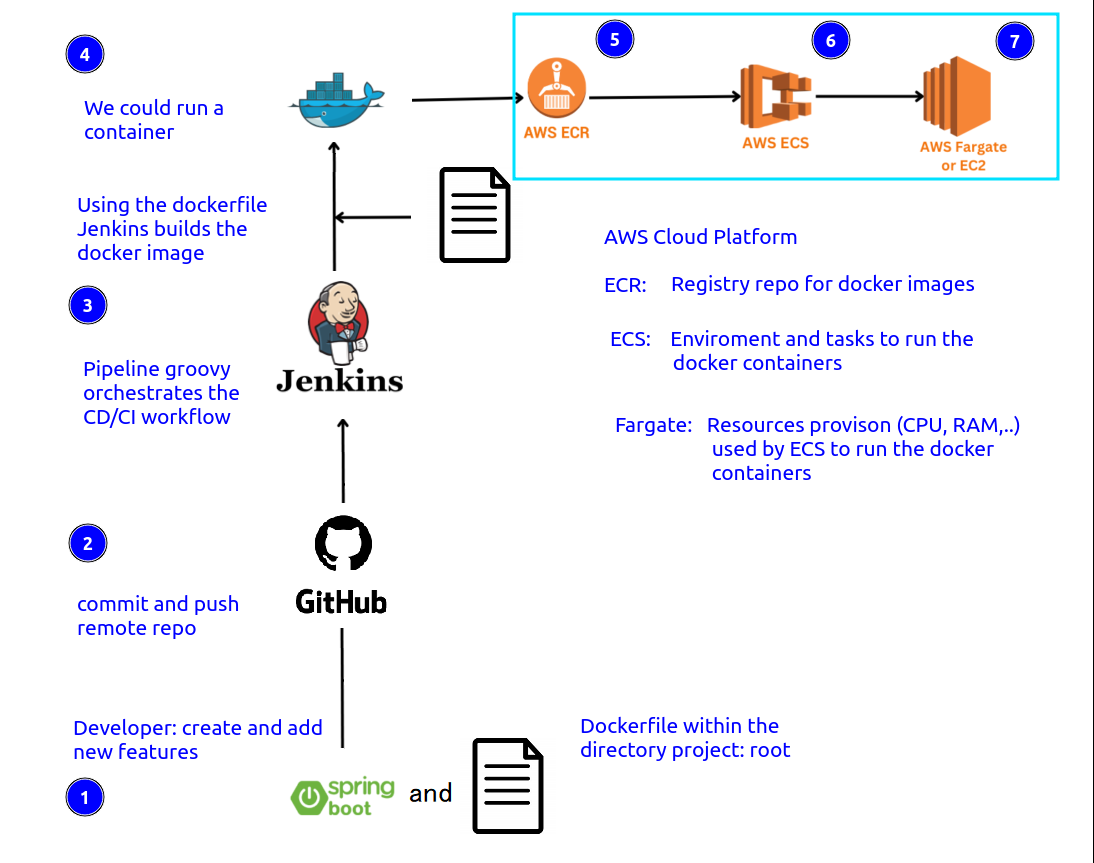 4
We could run a
container
5
6
7
AWS ECR
AWS ECS
AWS Fargate
or EC2
Using the dockerfile
Jenkins builds the
docker image
AWS Cloud Platform
ECR: Registry repo for docker images
ECS: Enviroment and tasks to run the
docker containers
Fargate: Resources provison (CPU, RAM,..)
used by ECS to run the docker
containers
3
Jenkins
Pipeline groovy
orchestrates the
CD/CI workflow
2
GitHub
commit and push
remote repo
Developer: create and add
new features
Dockerfile within the
directory project: root
1
spring
boot
and